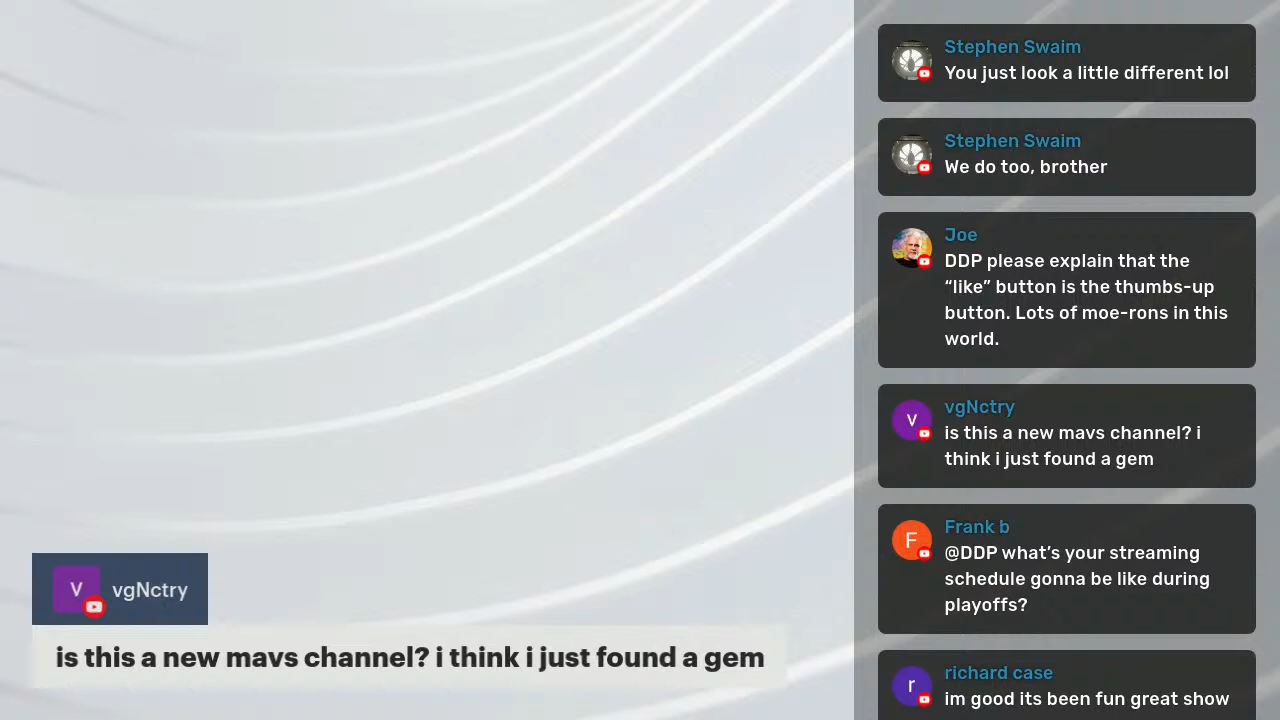 Stephen Swaim
You just look a little different lol
Stephen Swaim
We do too, brother
Joe
DDP please explain that the
“like” button is the thumbs-up
button. Lots of moe-rons in this
world.
v
vgNctry
is this a new mavs channel? i
think i just found a gem
F
Frank b
@DDP what’s your streaming
schedule gonna be like during
playoffs?
r
richard case
im good its been fun great show
v
vgNctry
is this a new mavs channel? i think i just found a gem